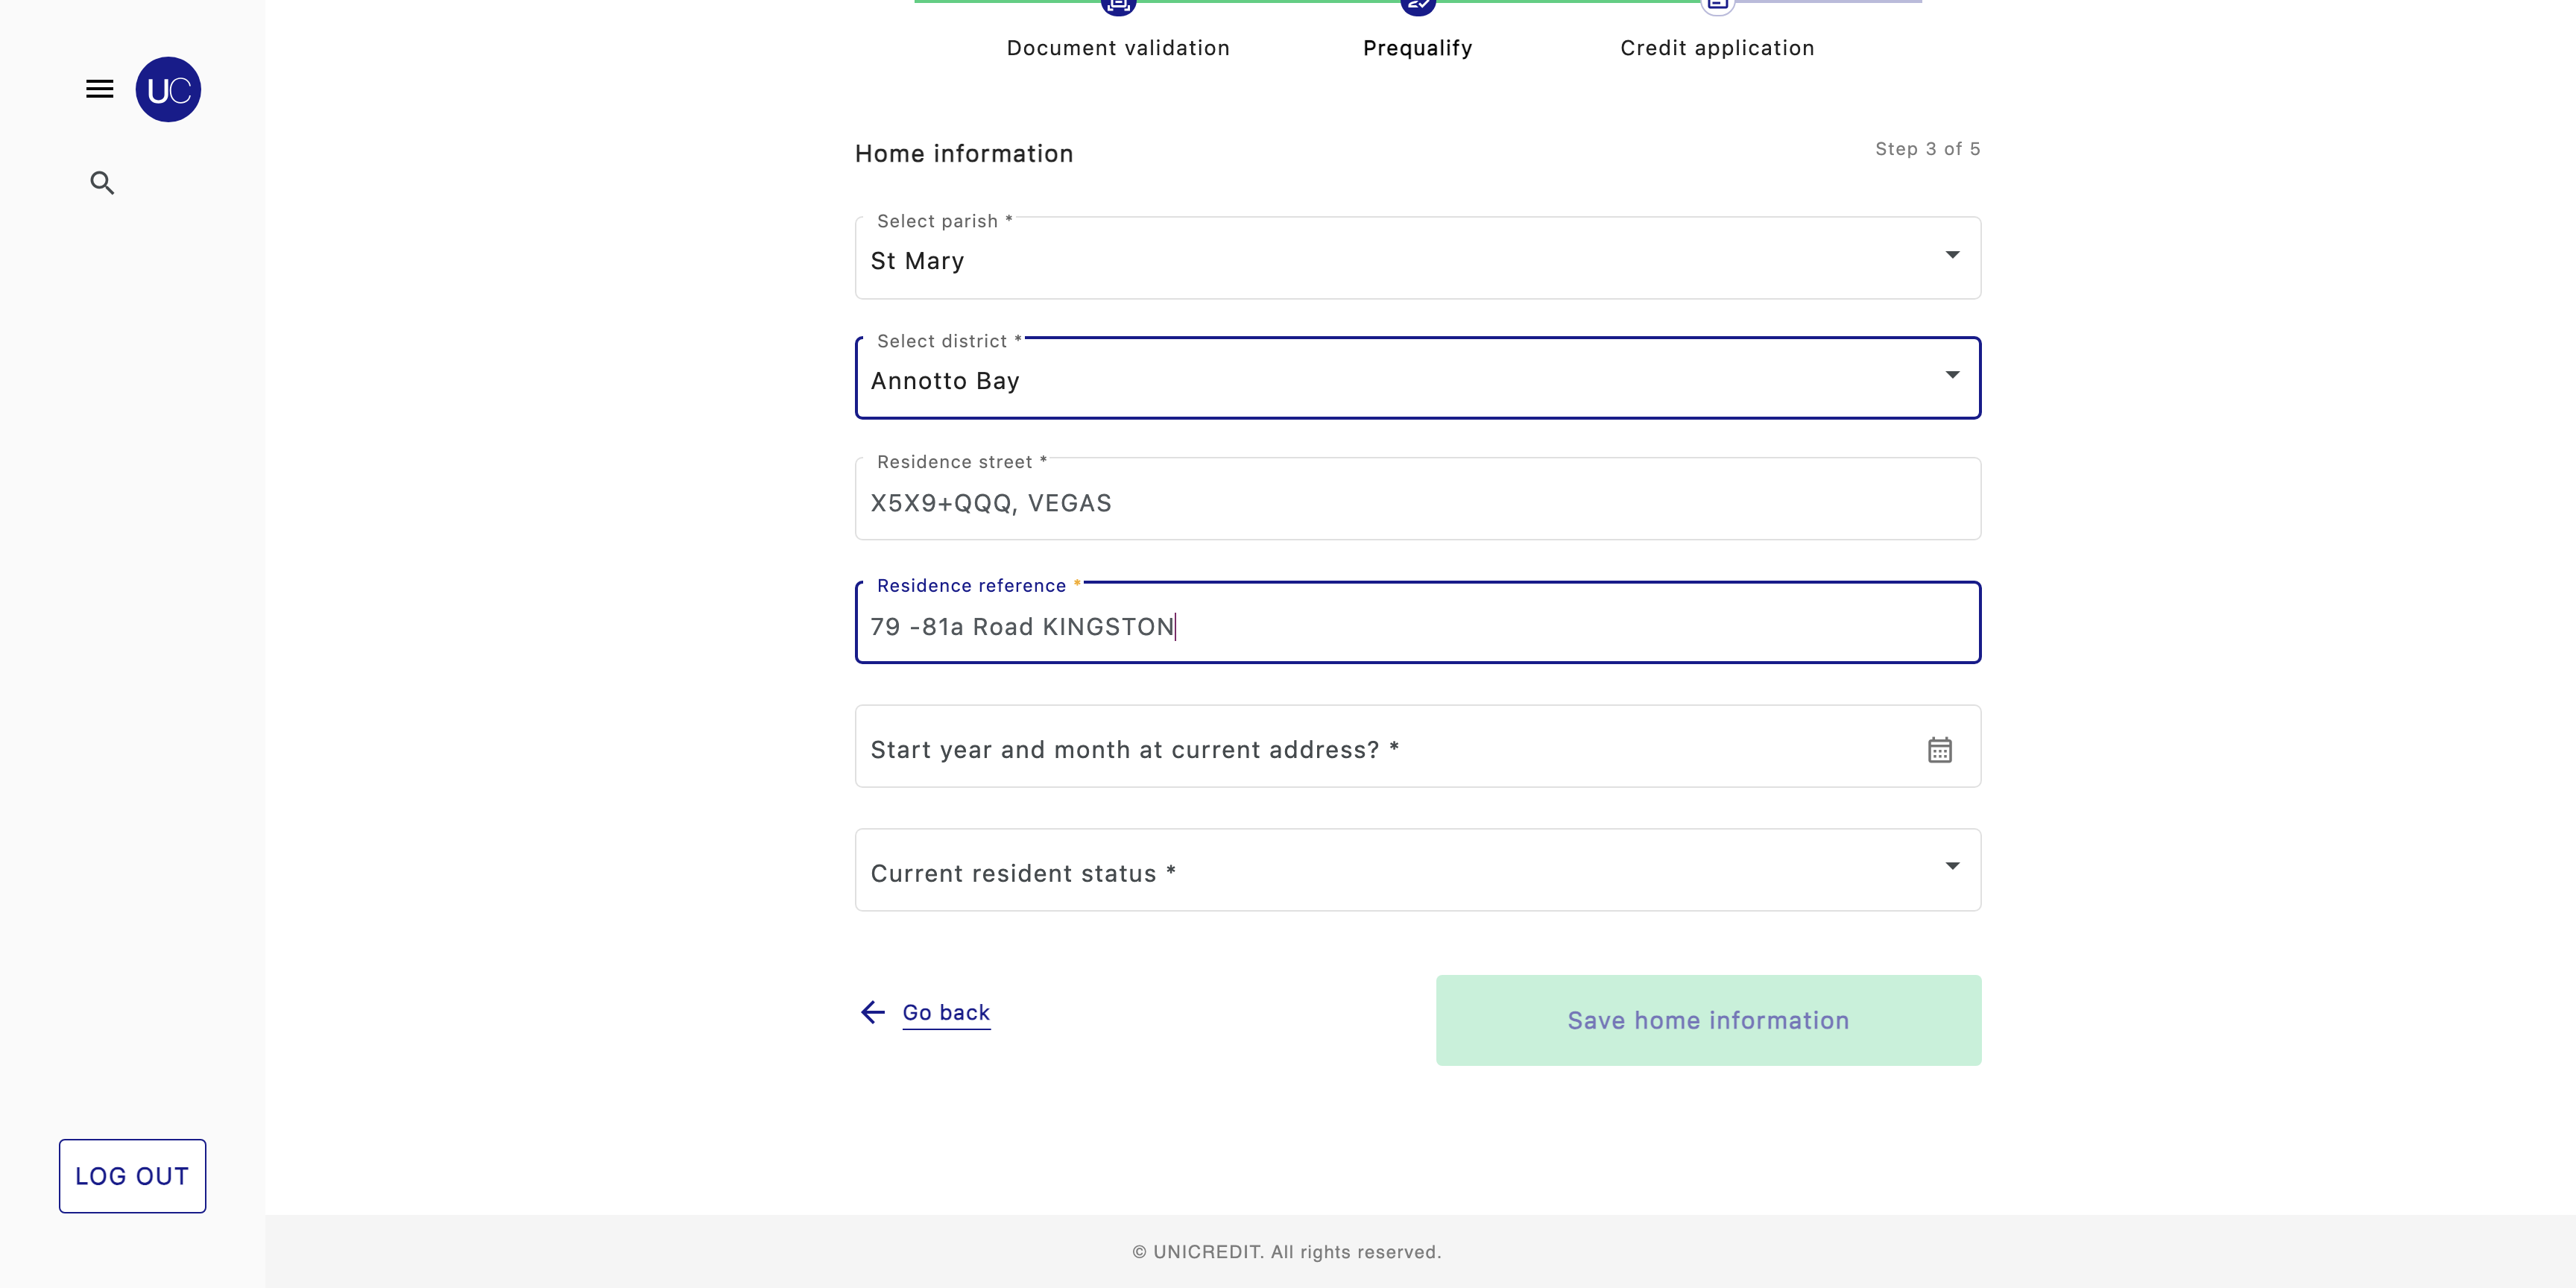 Document validation
Prequalify
Credit application
UC
Home information
Step 3 of 5
Select parish *
St Mary
Select district *
Annotto Bay
Residence street *
X5X9+QQQ, VEGAS
Residence reference *
79 -81a Road KINGSTON
Start year and month at current address? *
Current resident status *
Go back
Save home information
LOG OUT
© UNICREDIT. All rights reserved.